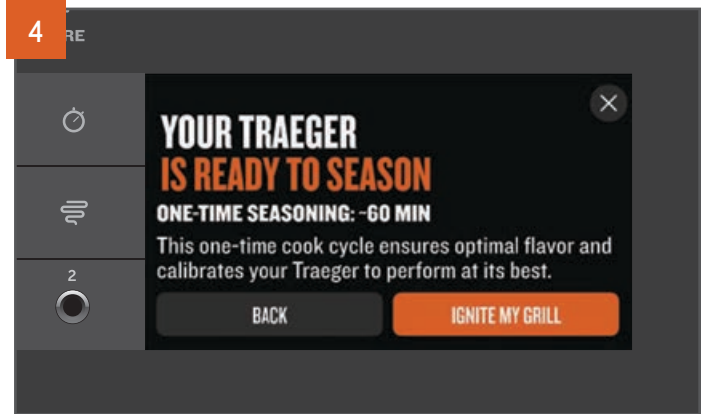 4
RE
YOUR TRAEGER
IS READY TO SEASON
ONE-TIME SEASONING: ~60 MIN
This one-time cook cycle ensures optimal flavor and
calibrates your Traeger to perform at its best.
2
BACK
IGNITE MY GRILL